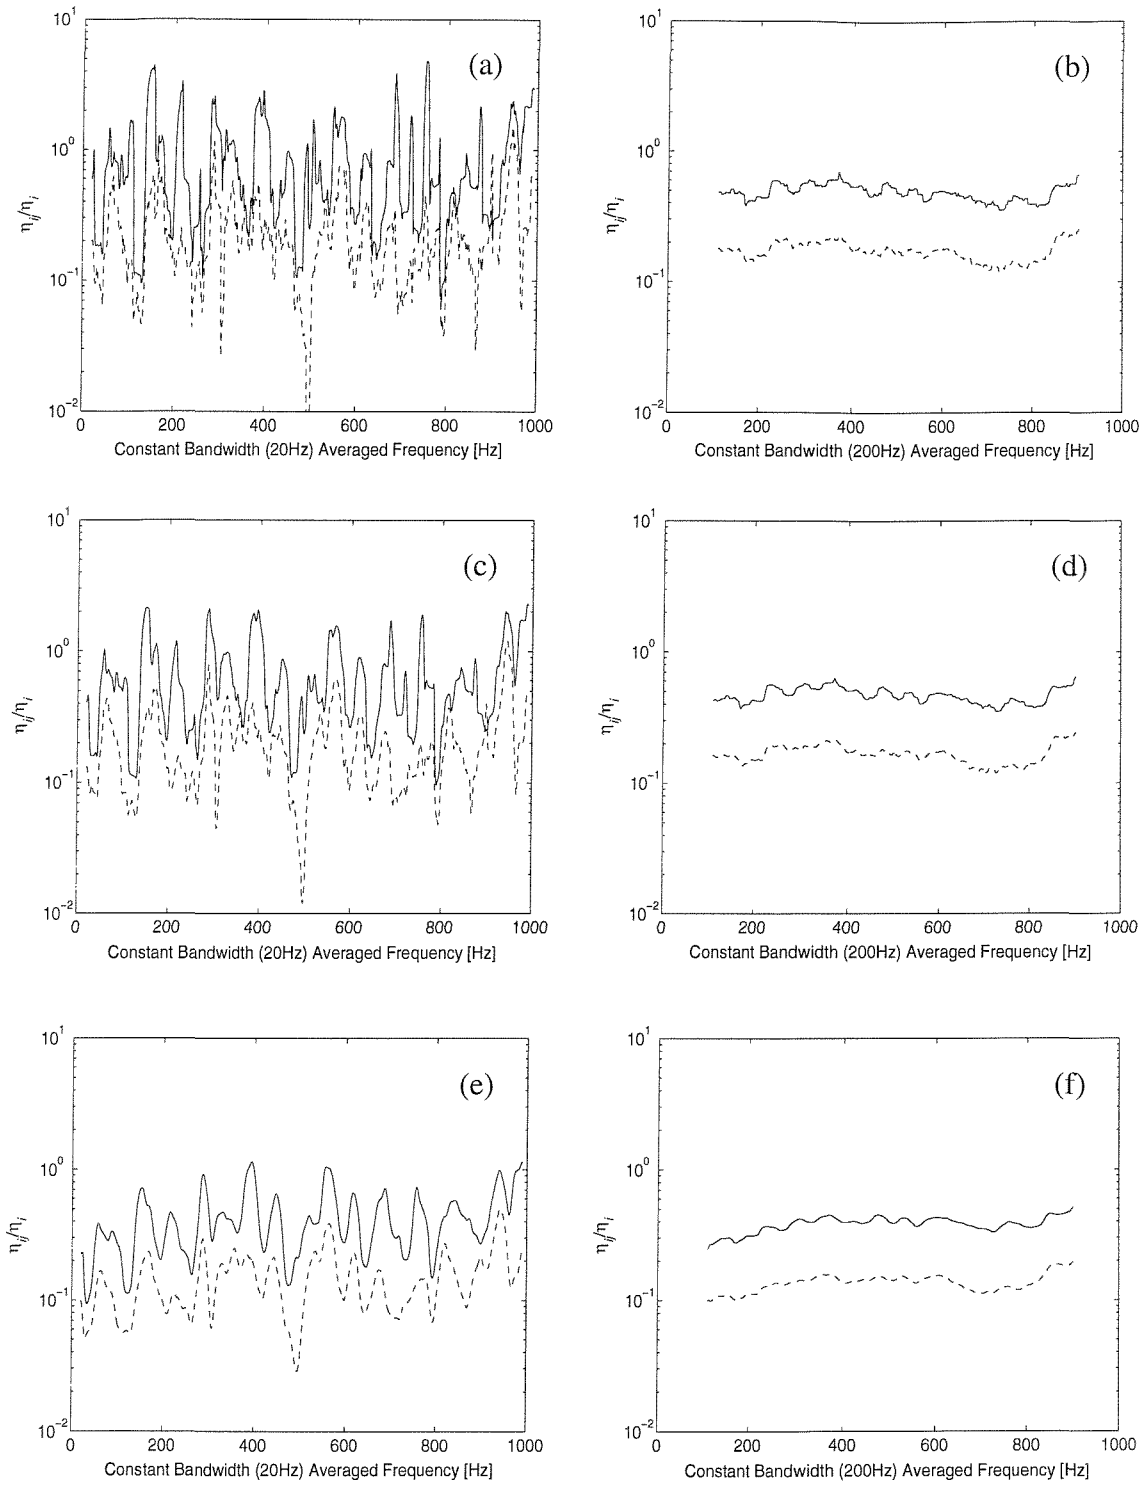 10^1
(a)
10^0
η_ij/η_i
10^-1
10^-2
0 200 400 600 800 1000
Constant Bandwidth (20Hz) Averaged Frequency [Hz]
10^1
(b)
10^0
η_ij/η_i
10^-1
10^-2
0 200 400 600 800 1000
Constant Bandwidth (200Hz) Averaged Frequency [Hz]
10^1
(c)
10^0
η_ij/η_i
10^-1
10^-2
0 200 400 600 800 1000
Constant Bandwidth (20Hz) Averaged Frequency [Hz]
10^1
(d)
10^0
η_ij/η_i
10^-1
10^-2
0 200 400 600 800 1000
Constant Bandwidth (200Hz) Averaged Frequency [Hz]
10^1
(e)
10^0
η_ij/η_i
10^-1
10^-2
0 200 400 600 800 1000
Constant Bandwidth (20Hz) Averaged Frequency [Hz]
10^1
(f)
10^0
η_ij/η_i
10^-1
10^-2
0 200 400 600 800 1000
Constant Bandwidth (200Hz) Averaged Frequency [Hz]